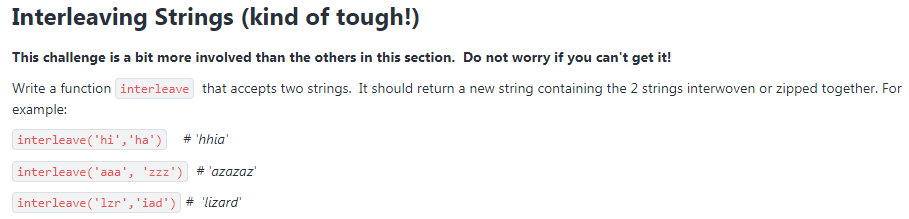 Interleaving Strings (kind of tough!)
This challenge is a bit more involved than the others in this section.  Do not worry if you can't get it!
Write a function interleave that accepts two strings.  It should return a new string containing the 2 strings interwoven or zipped together. For
example:
interleave('hi','ha') # 'hhia'
interleave('aaa', 'zzz') # 'azazaz'
interleave('lzr','iad') # 'lizard'